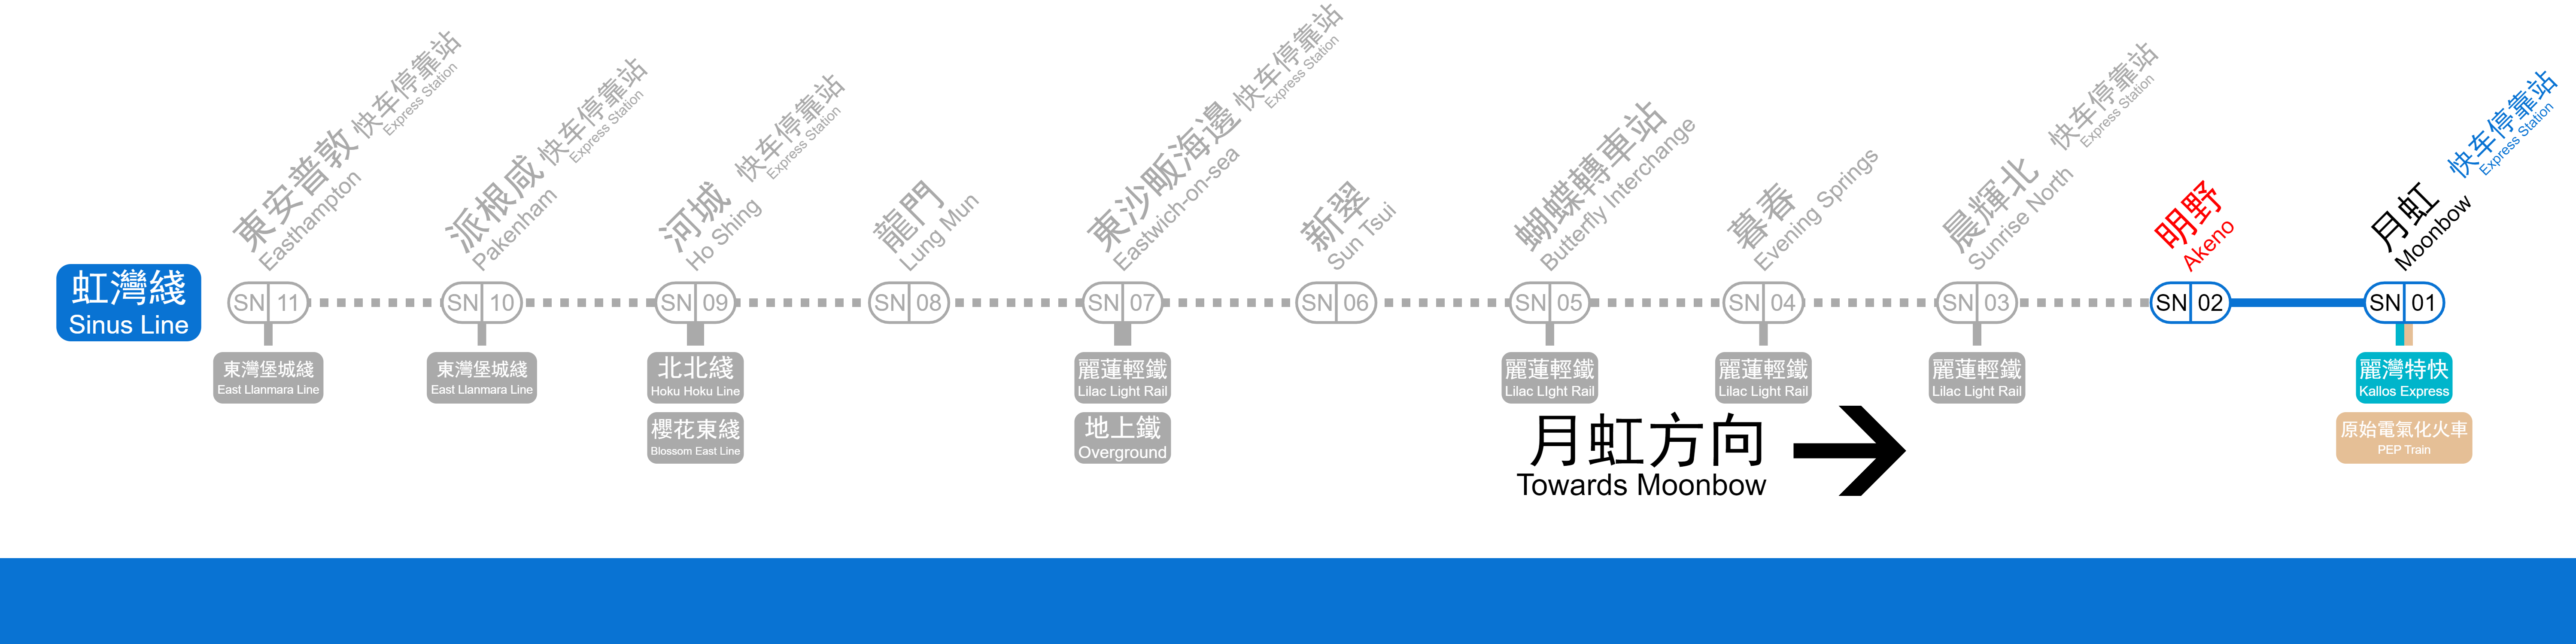 虹灣綫
Sinus Line
東安普敦 快车停靠站
Easthampton Express Station
SN 11
東灣堡城綫
East Llanmara Line
派根咸 快车停靠站
Pakenham Express Station
SN 10
東灣堡城綫
East Llanmara Line
河城 快车停靠站
Ho Shing Express Station
SN 09
北北綫
Hoku Hoku Line
櫻花東綫
Blossom East Line
龍門
Lung Mun
SN 08
東沙畈海邊 快车停靠站
Eastwich-on-sea Express Station
SN 07
麗蓮輕鐵
Lilac Light Rail
地上鐵
Overground
新翠
Sun Tsui
SN 06
蝴蝶轉車站
Butterfly Interchange
SN 05
麗蓮輕鐵
Lilac LIght Rail
暮春
Evening Springs
SN 04
麗蓮輕鐵
Lilac Light Rail
晨輝北 快车停靠站
Sunrise North Express Station
SN 03
麗蓮輕鐵
Lilac Light Rail
明野
Akeno
SN 02
月虹 快车停靠站
Moonbow Express Station
SN 01
麗灣特快
Kallos Express
原始電氣化火車
PEP Train
月虹方向
Towards Moonbow